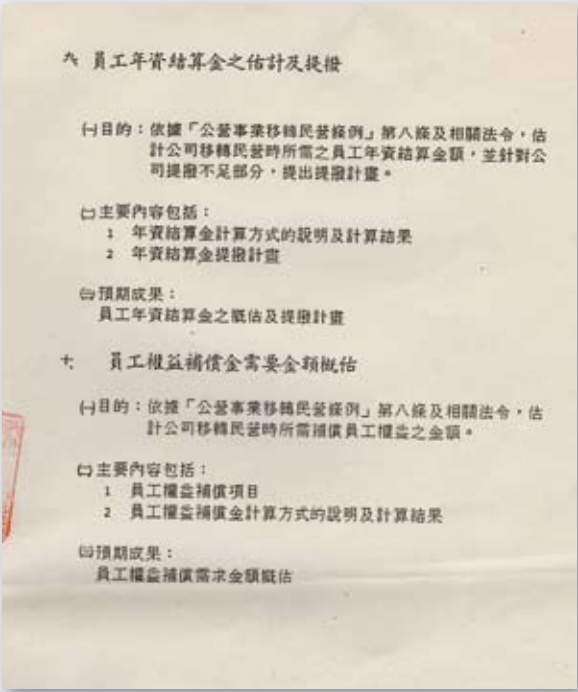 九 員工年資結算金之估計及提撥
㈠目的：依據「公營事業移轉民營條例」第八條及相關法令，估
計公司移轉民營時所需之員工年資結算金額，並針對公
司提撥不足部分，提出提撥計畫。
㈡主要內容包括：
1 年資結算金計算方式的說明及計算結果
2 年資結算金提撥計畫
㈢預期成果：
員工年資結算金之概估及提撥計畫
十 員工權益補償金需要金額概估
㈠目的：依據「公營事業移轉民營條例」第八條及相關法令，估
計公司移轉民營時所需補償員工權益之金額。
㈡主要內容包括：
1 員工權益補償項目
2 員工權益補償金計算方式的說明及計算結果
㈢預期成果：
員工權益補償需求金額概估